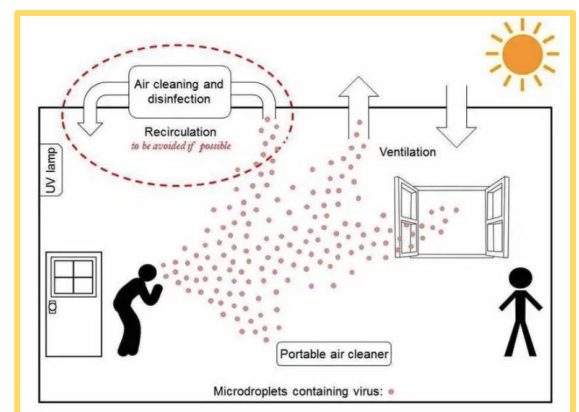 Air cleaning and
disinfection
Recirculation
to be avoided if possible
Ventilation
UV lamp
Portable air cleaner
Microdroplets containing virus: